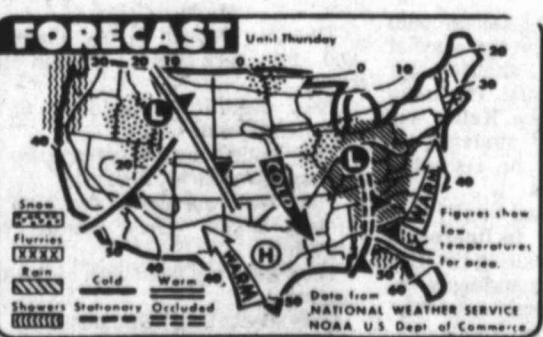 FORECAST Until Thursday
30 20 10 0 0 10 20
30
L
40
40
20
L
COLD
WARM
40
Snow
Flurries
XXXX
Rain
Showers
50
40
40
Cold Warm
Stationary Occluded
WARM
H
50
30
60
Figures show
low
temperatures
for area.
Data from
NATIONAL WEATHER SERVICE
NOAA U.S. Dept of Commerce